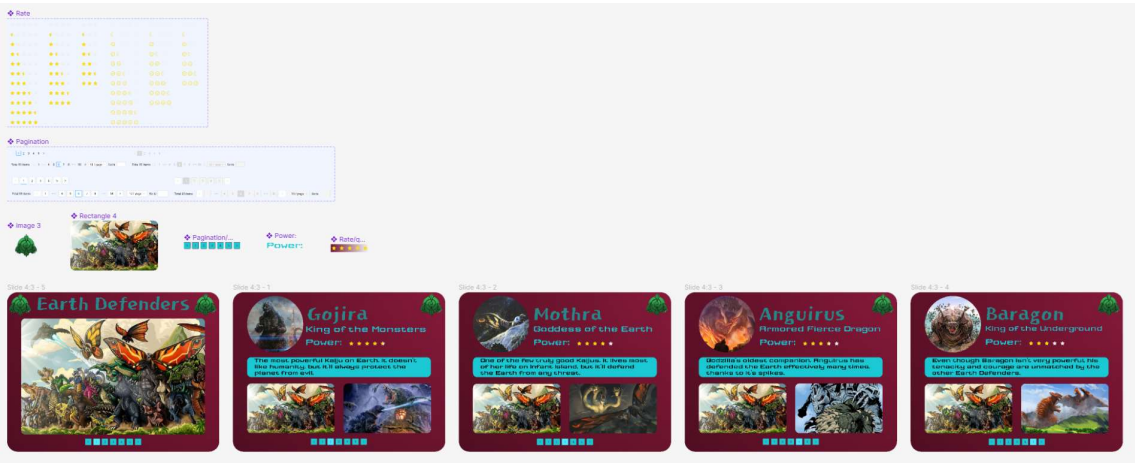 Rate
Pagination
Image 3
Rectangle 4
Pagination/...
Power:
Rate/q...
Power:
Slide 4:3 - 5
Slide 4:3 - 1
Slide 4:3 - 2
Slide 4:3 - 3
Slide 4:3 - 4
Earth Defenders
Gojira
King of the Monsters
Power:
The most powerful Kaiju on Earth. It doesn't
like humanity, but it'll always protect the
planet from evil.
Mothra
Goddess of the Earth
Power:
One of the few truly good Kaijus. It lives most
of her life on Infant Island, but it'll defend
the Earth from any threat.
Anguirus
Armored Fierce Dragon
Power:
Godzilla's oldest companion. Anguirus has
defended the Earth effectively many times,
thanks to it's spikes.
Baragon
King of the Underground
Power:
Even though Baragon isn't very powerful his
tenacity and courage are unmatched by the
other Earth Defenders.